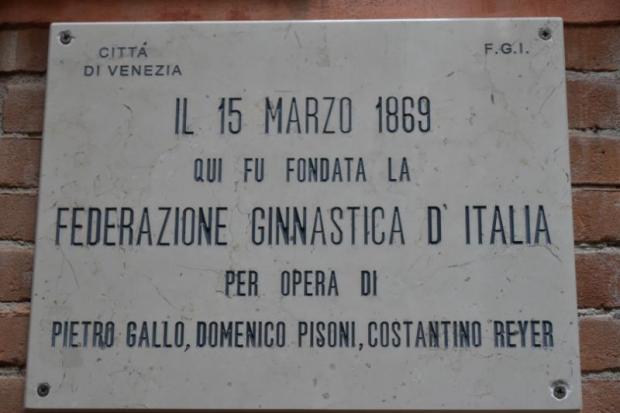 CITTÁ
DI VENEZIA
F.G.I.
IL 15 MARZO 1869
QUI FU FONDATA LA
FEDERAZIONE GINNASTICA D'ITALIA
PER OPERA DI
PIETRO GALLO, DOMENICO PISONI, COSTANTINO REYER